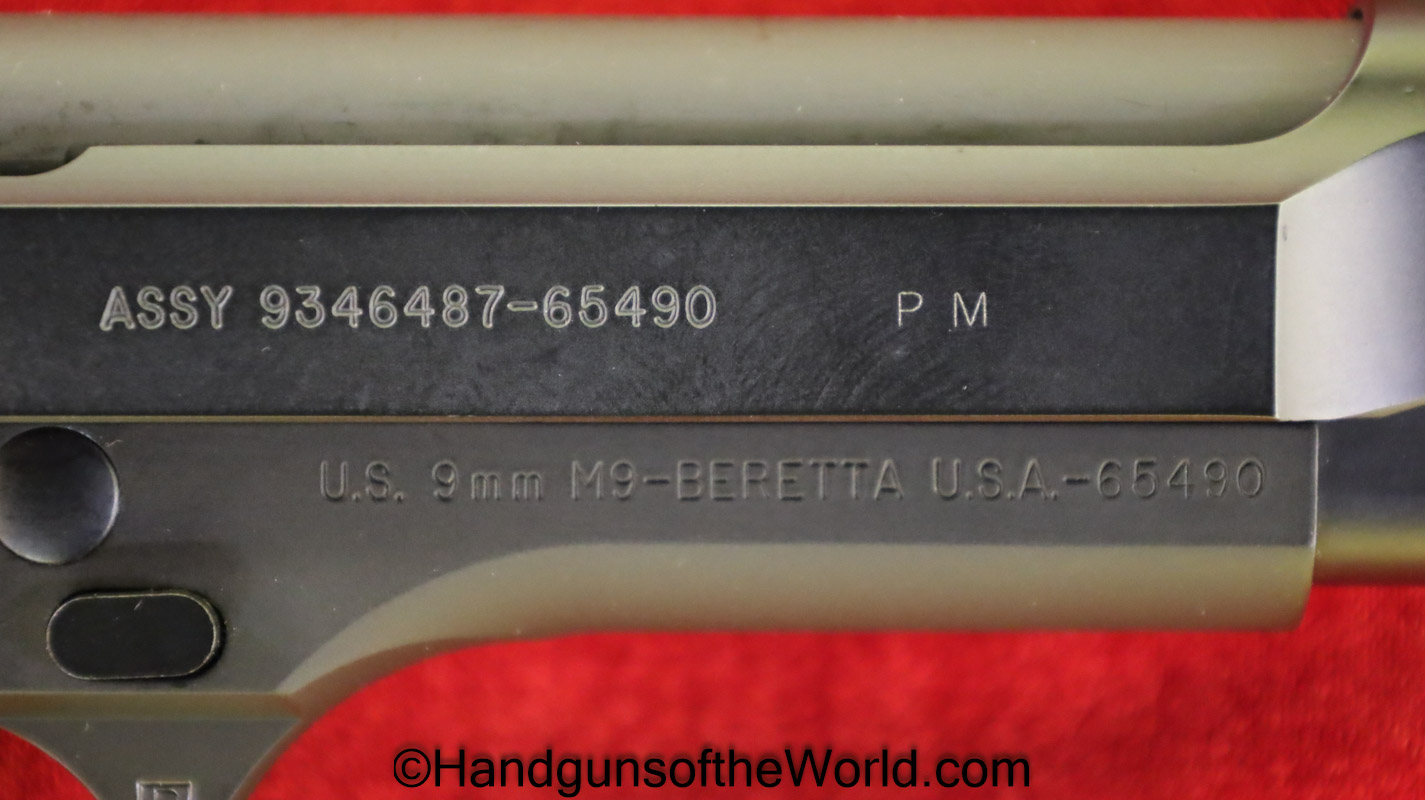 ASSY 9346487-65490 P M
U.S. 9mm M9-BERETTA U.S.A.-65490
©HandgunsoftheWorld.com